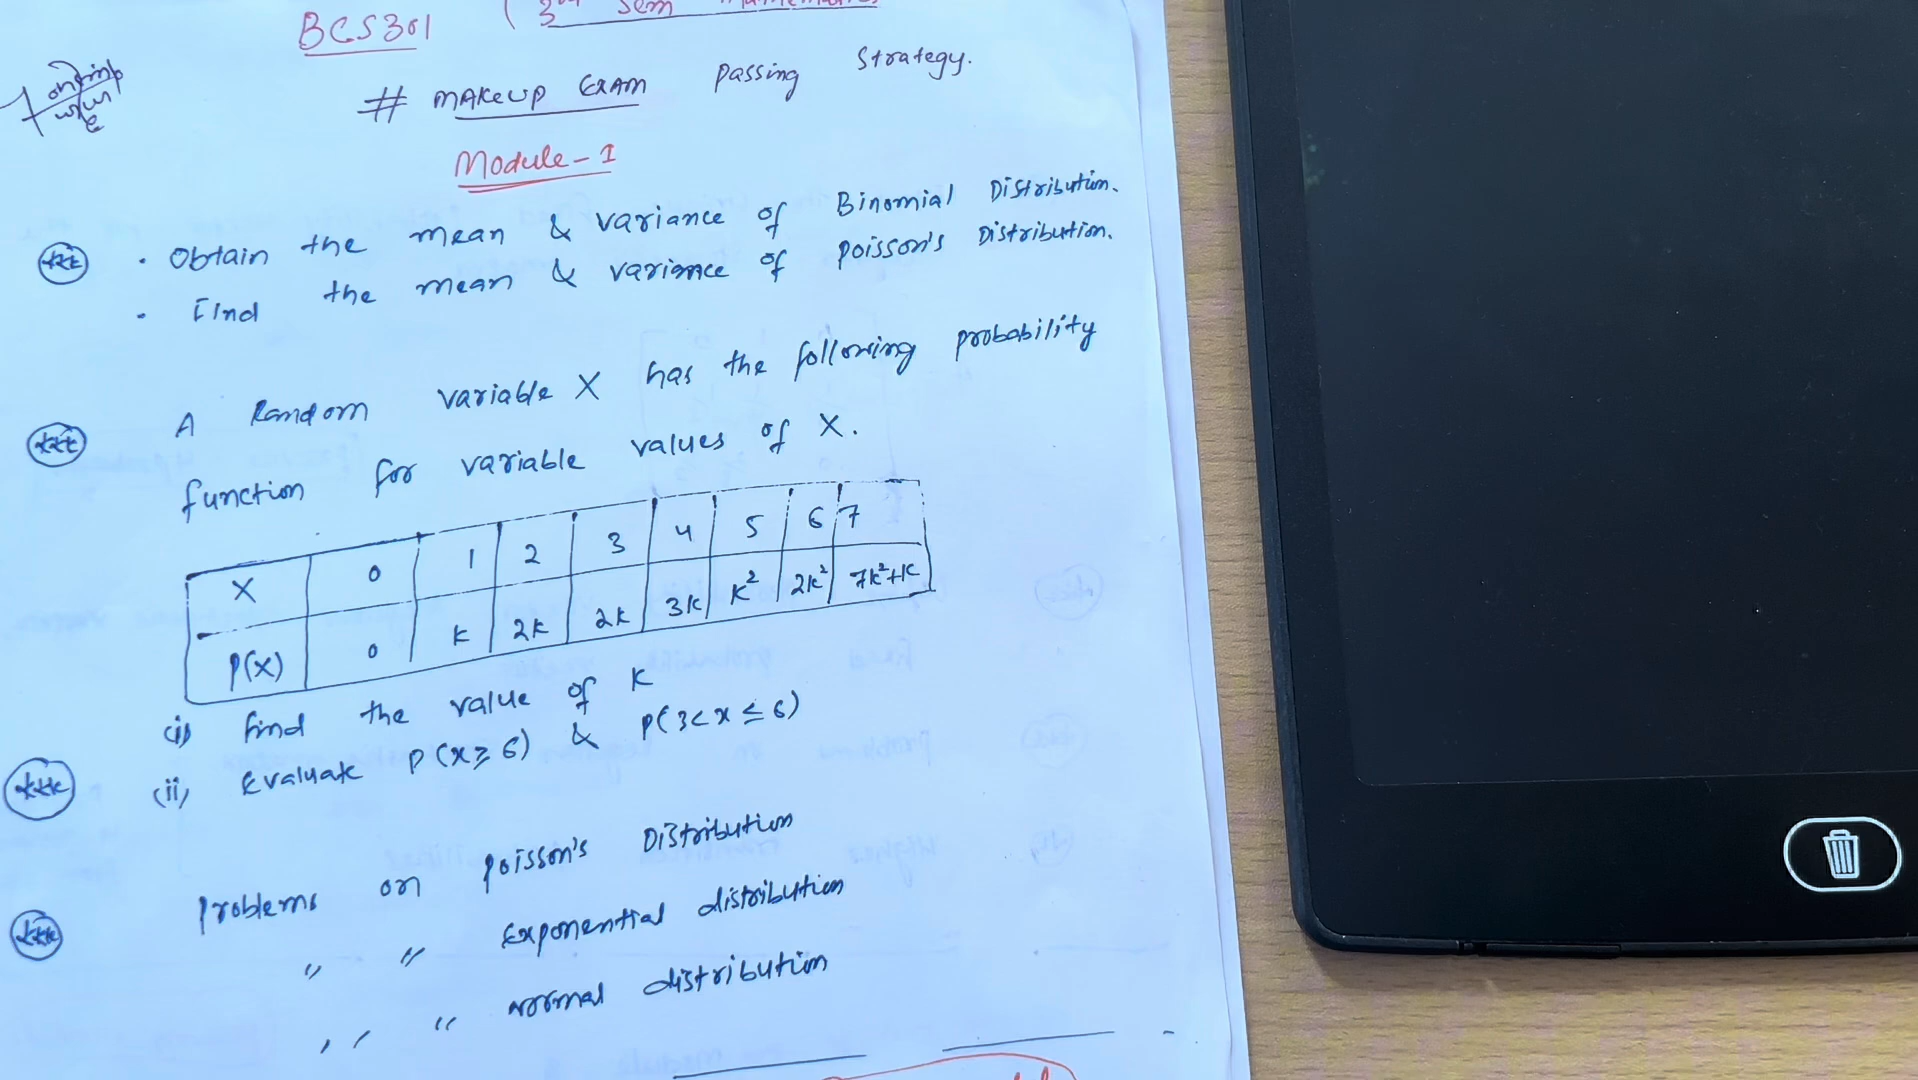 BCS301 (3rd Sem Mathematics
# MAKEUP EXAM Passing Strategy.
Module-1
· Obtain the mean & variance of Binomial Distribution.
· Find the mean & variance of Poisson's Distribution.
A Random variable X has the following probability
function for variable values of X.
X 0 1 2 3 4 5 6 7
P(X) 0 k 2k 2k 3k k² 2k² 7k²+k
(i) find the value of k
(ii) Evaluate P(x≥6) & P(3<x≤6)
Problems on Poisson's Distribution
" " Exponential distribution
" " Normal distribution